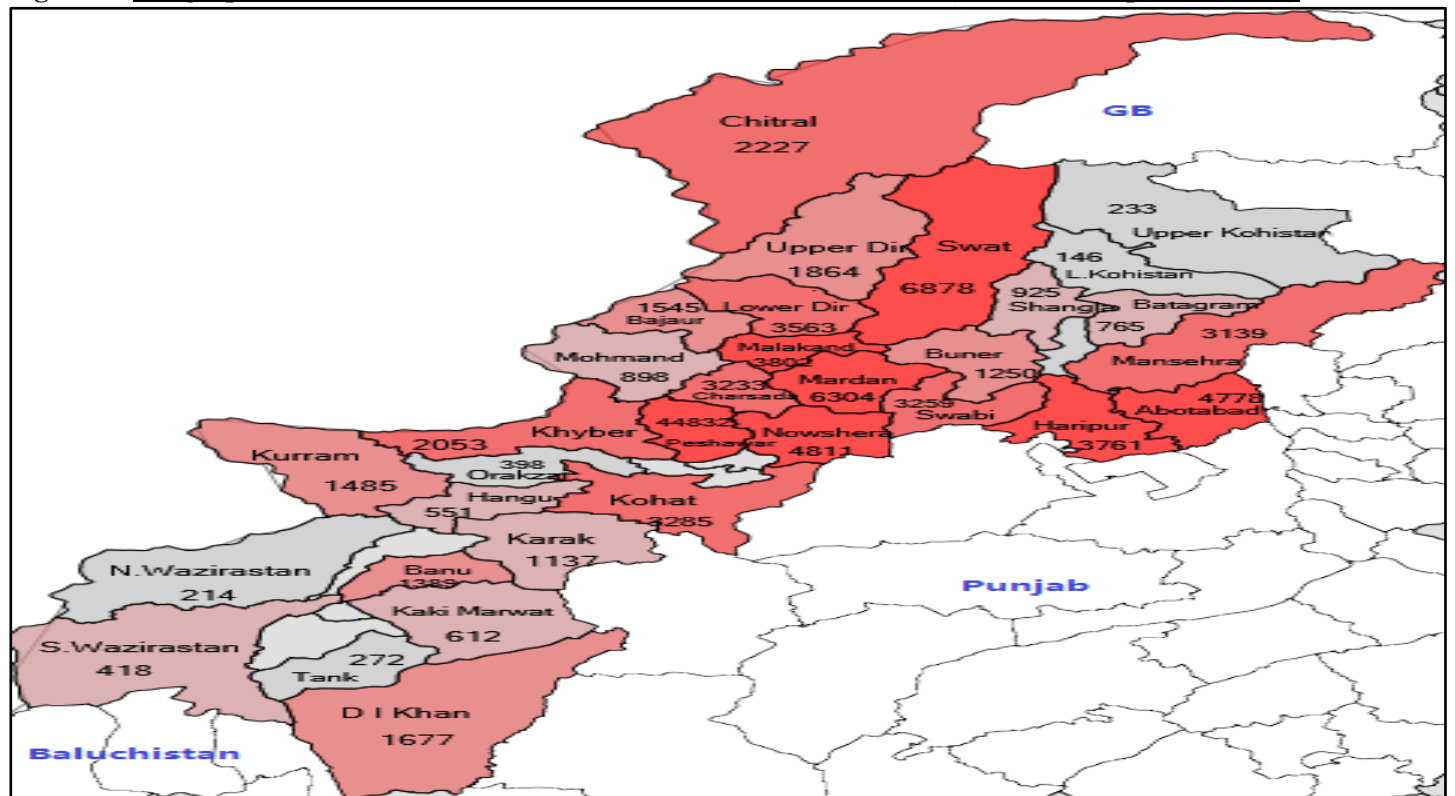 Chitral
2227
GB
233
Upper Kohistan
Upper Dir
1864
Swat
6878
146
L.Kohistan
925
Shangla
Batagram
765
1545
Bajaur
Lower Dir
3563
3139
Mansehra
Malakand
3802
Mohmand
898
Buner
1250
3233
Charsada
Mardan
6304
3259
Swabi
4778
Abotabad
Haripur
3761
44832
Peshawar
Nowshera
4811
Khyber
2053
Kurram
1485
398
Orakzai
Hangu
551
Kohat
3285
Karak
1137
N.Wazirastan
214
Banu
1389
Punjab
Kaki Marwat
612
S.Wazirastan
418
272
Tank
D I Khan
1677
Baluchistan